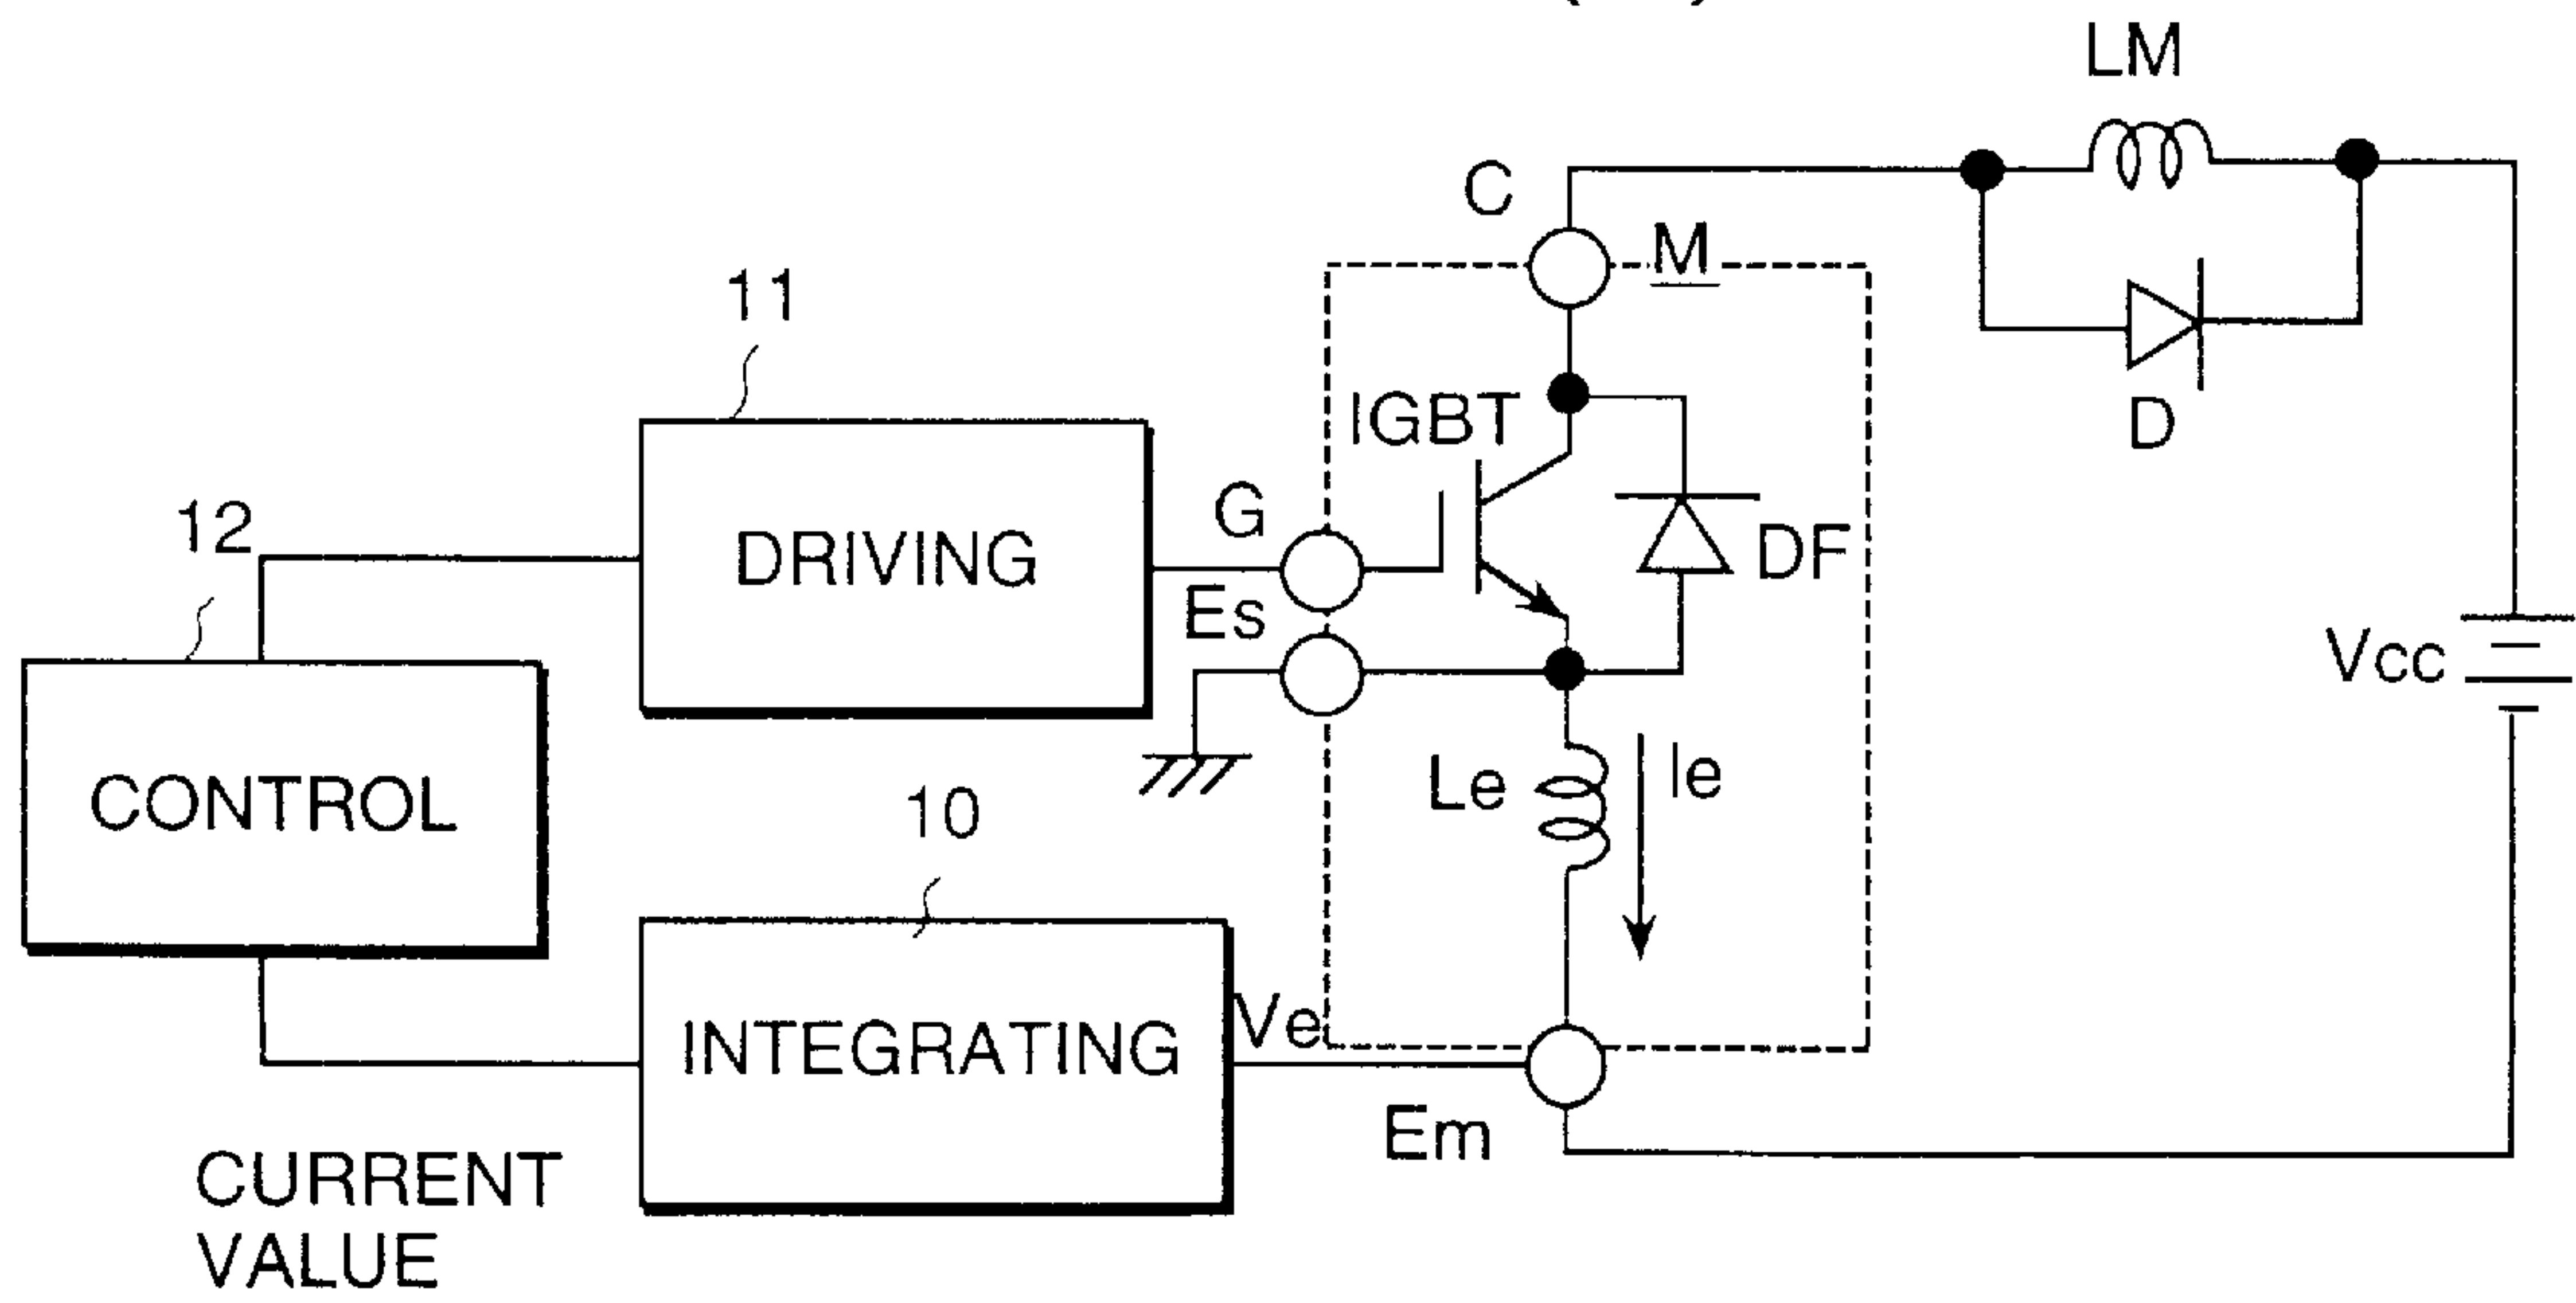 LM
C
M
11
IGBT
D
12
G
DRIVING
DF
Es
Vcc
CONTROL
Le
Ie
10
Ve
INTEGRATING
Em
CURRENT
VALUE